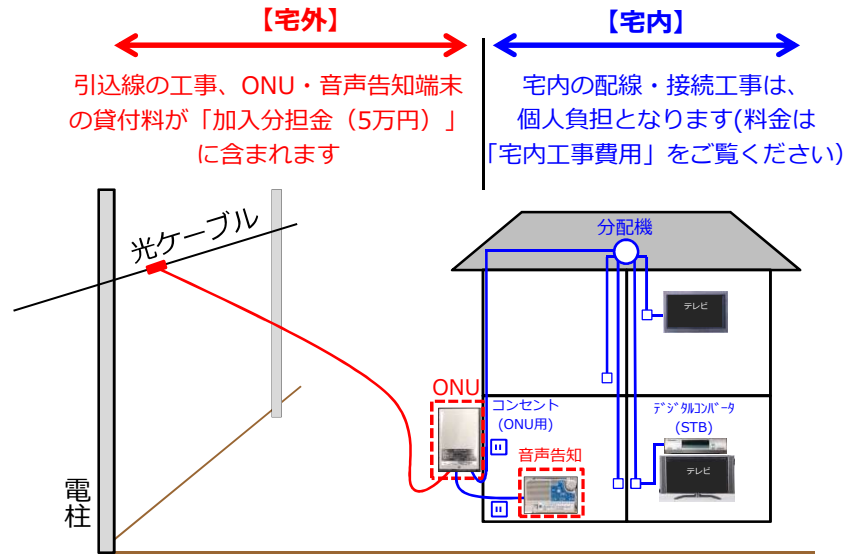 【宅外】
【宅内】
引込線の工事、ONU・音声告知端末
の貸付料が「加入分担金（5万円）」
に含まれます
宅内の配線・接続工事は、
個人負担となります(料金は
「宅内工事費用」をご覧ください)
光ケーブル
分配機
テレビ
ONU
コンセント
(ONU用)
ﾃﾞｼﾞﾀﾙｺﾝﾊﾞｰﾀ
(STB)
音声告知
テレビ
電柱